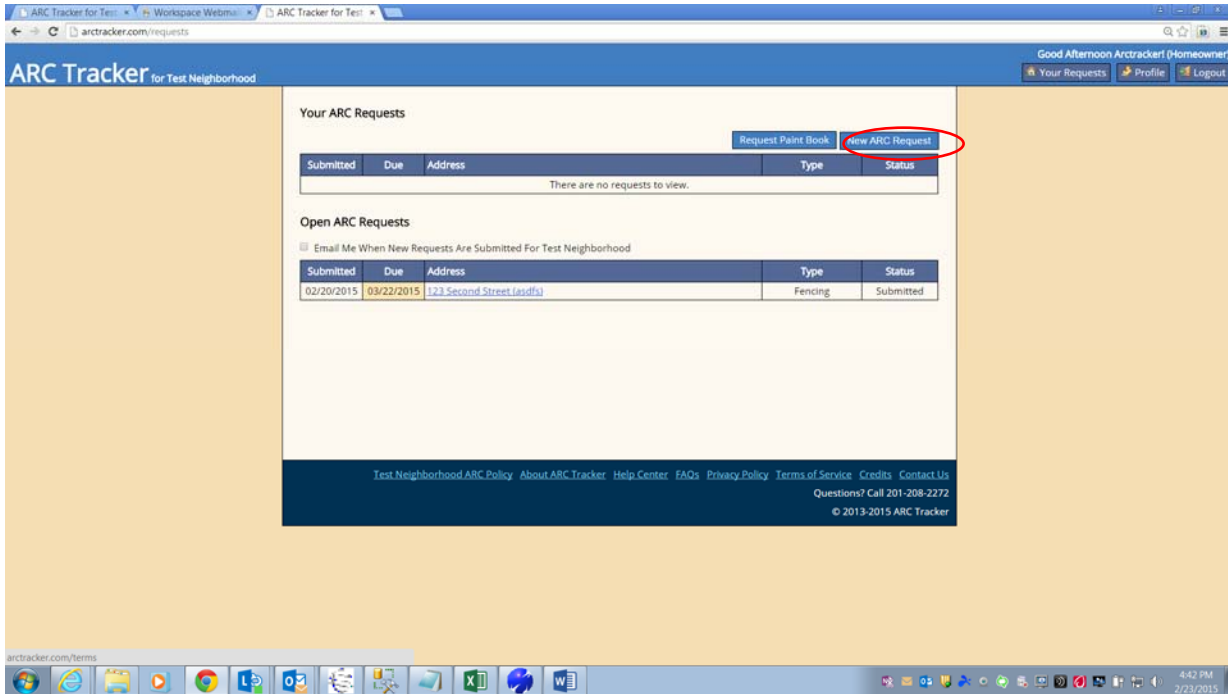 ARC Tracker for Test
Workspace Webmai
ARC Tracker for Test
arctracker.com/requests
Good Afternoon Arctracker! (Homeowner)
ARC Tracker for Test Neighborhood
Your Requests Profile Logout
Your ARC Requests
Request Paint Book New ARC Request
Submitted Due Address Type Status
There are no requests to view.
Open ARC Requests
Email Me When New Requests Are Submitted For Test Neighborhood
Submitted Due Address Type Status
02/20/2015 03/22/2015 123 Second Street (asdfs) Fencing Submitted
Test Neighborhood ARC Policy About ARC Tracker Help Center FAQs Privacy Policy Terms of Service Credits Contact Us
Questions? Call 201-208-2272
© 2013-2015 ARC Tracker
arctracker.com/terms
4:42 PM
2/23/2015